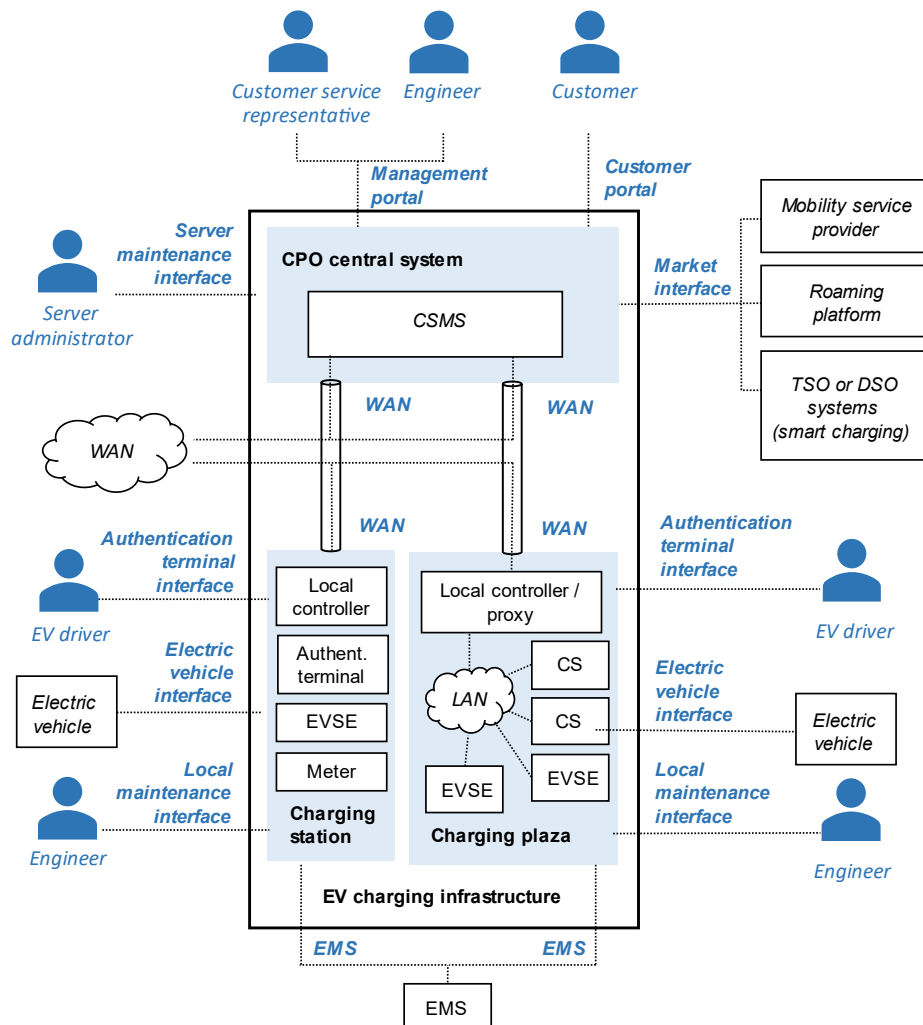 Customer service
representative
Engineer
Customer
Management
portal
Customer
portal
Server
maintenance
interface
Server
administrator
CPO central system
CSMS
Market
interface
Mobility service
provider
Roaming
platform
TSO or DSO
systems
(smart charging)
WAN
WAN
WAN
WAN
WAN
Authentication
terminal
interface
EV driver
Electric
vehicle
interface
Electric
vehicle
Local
maintenance
interface
Engineer
Local
controller
Authent.
terminal
EVSE
Meter
Charging
station
Local controller /
proxy
LAN
CS
CS
EVSE
EVSE
Charging plaza
Authentication
terminal
interface
EV driver
Electric
vehicle
interface
Electric
vehicle
Local
maintenance
interface
Engineer
EV charging infrastructure
EMS
EMS
EMS